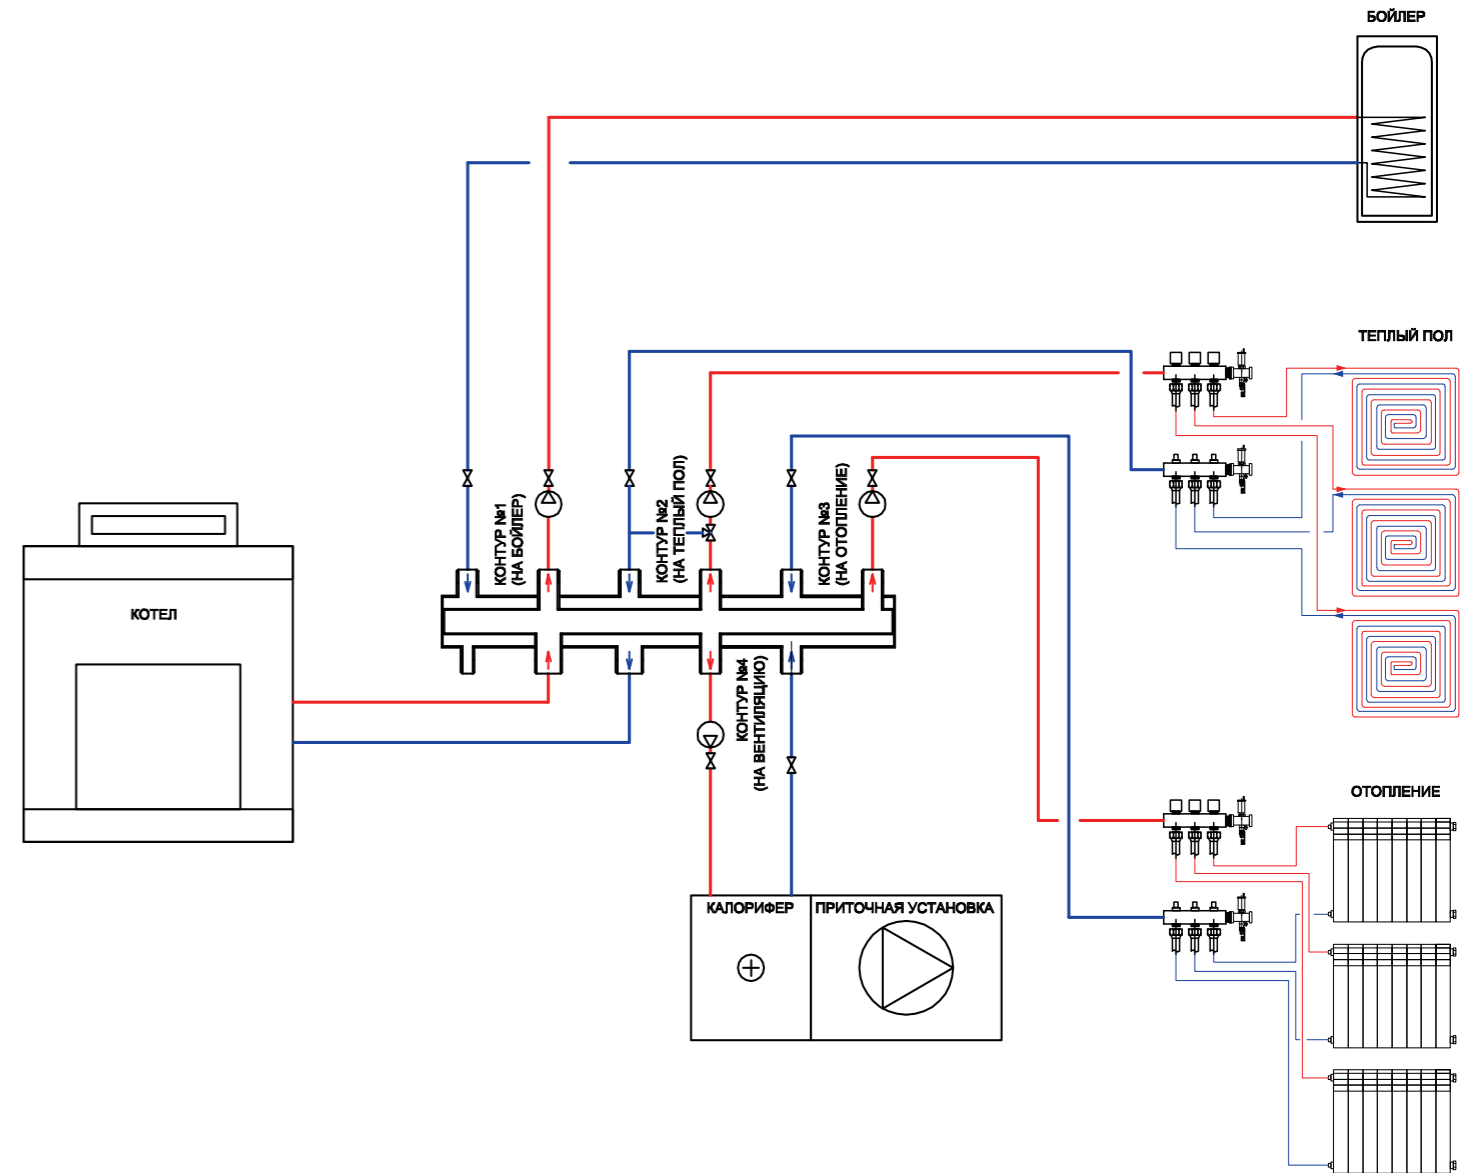 БОЙЛЕР
ТЕПЛЫЙ ПОЛ
КОНТУР №1
(НА БОЙЛЕР)
КОНТУР №2
(НА ТЕПЛЫЙ ПОЛ)
КОНТУР №3
(НА ОТОПЛЕНИЕ)
КОТЕЛ
КОНТУР №4
(НА ВЕНТИЛЯЦИЮ)
ОТОПЛЕНИЕ
КАЛОРИФЕР
ПРИТОЧНАЯ УСТАНОВКА